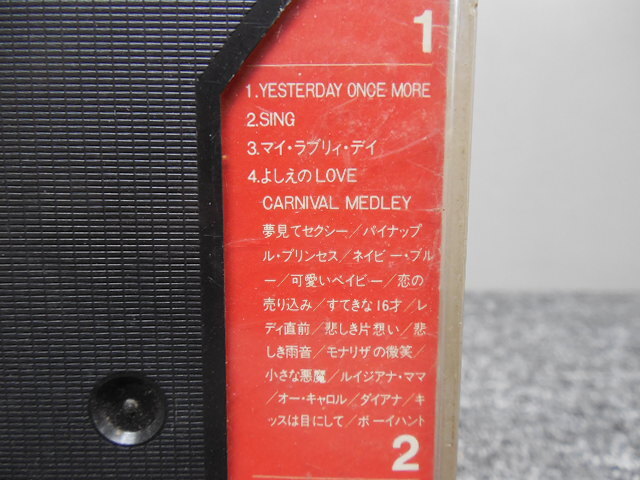 1
1.YESTERDAY ONCE MORE
2.SING
3.マイ・ラブリィ・デイ
4.よしえのLOVE
CARNIVAL MEDLEY
夢見てセクシー/パイナップ
ル・プリンセス/ネイビー・ブル
ー/可愛いベイビー/恋の
売り込み/すてきな16才/レ
ディ直前/悲しき片想い/悲
しき雨音/モナリザの微笑/
小さな悪魔/ルイジアナ・ママ
/オー・キャロル/ダイアナ/キ
ッスは目にして/ボーイハント
2